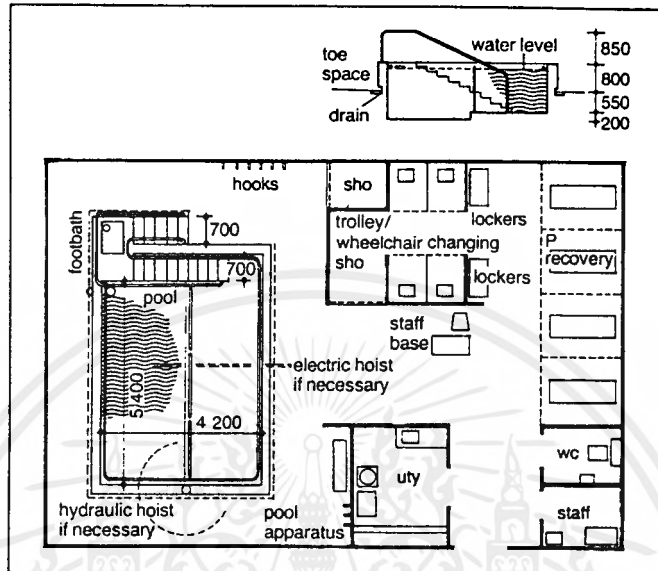 toe
space
drain
water level
850
800
550
200
hooks
sho
trolley/
wheelchair changing
sho
lockers
lockers
P
recovery
footbath
700
700
pool
staff
base
electric hoist
if necessary
5 400
4 200
hydraulic hoist
if necessary
pool
apparatus
uty
wc
staff